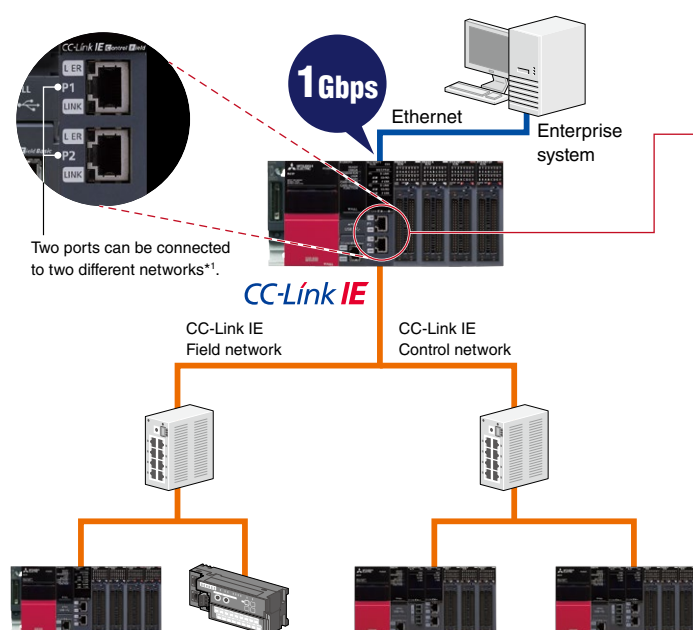 CC-Link IE Control Field
L ER
P1
LINK
L ER
P2
LINK
1Gbps
Ethernet
Enterprise
system
Two ports can be connected
to two different networks*1.
CC-Link IE
CC-Link IE
Field network
CC-Link IE
Control network